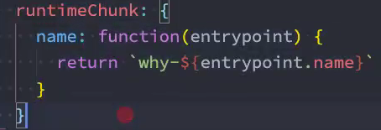 runtimeChunk: {
name: function(entrypoint) {
return `why-${entrypoint.name}`
}
}